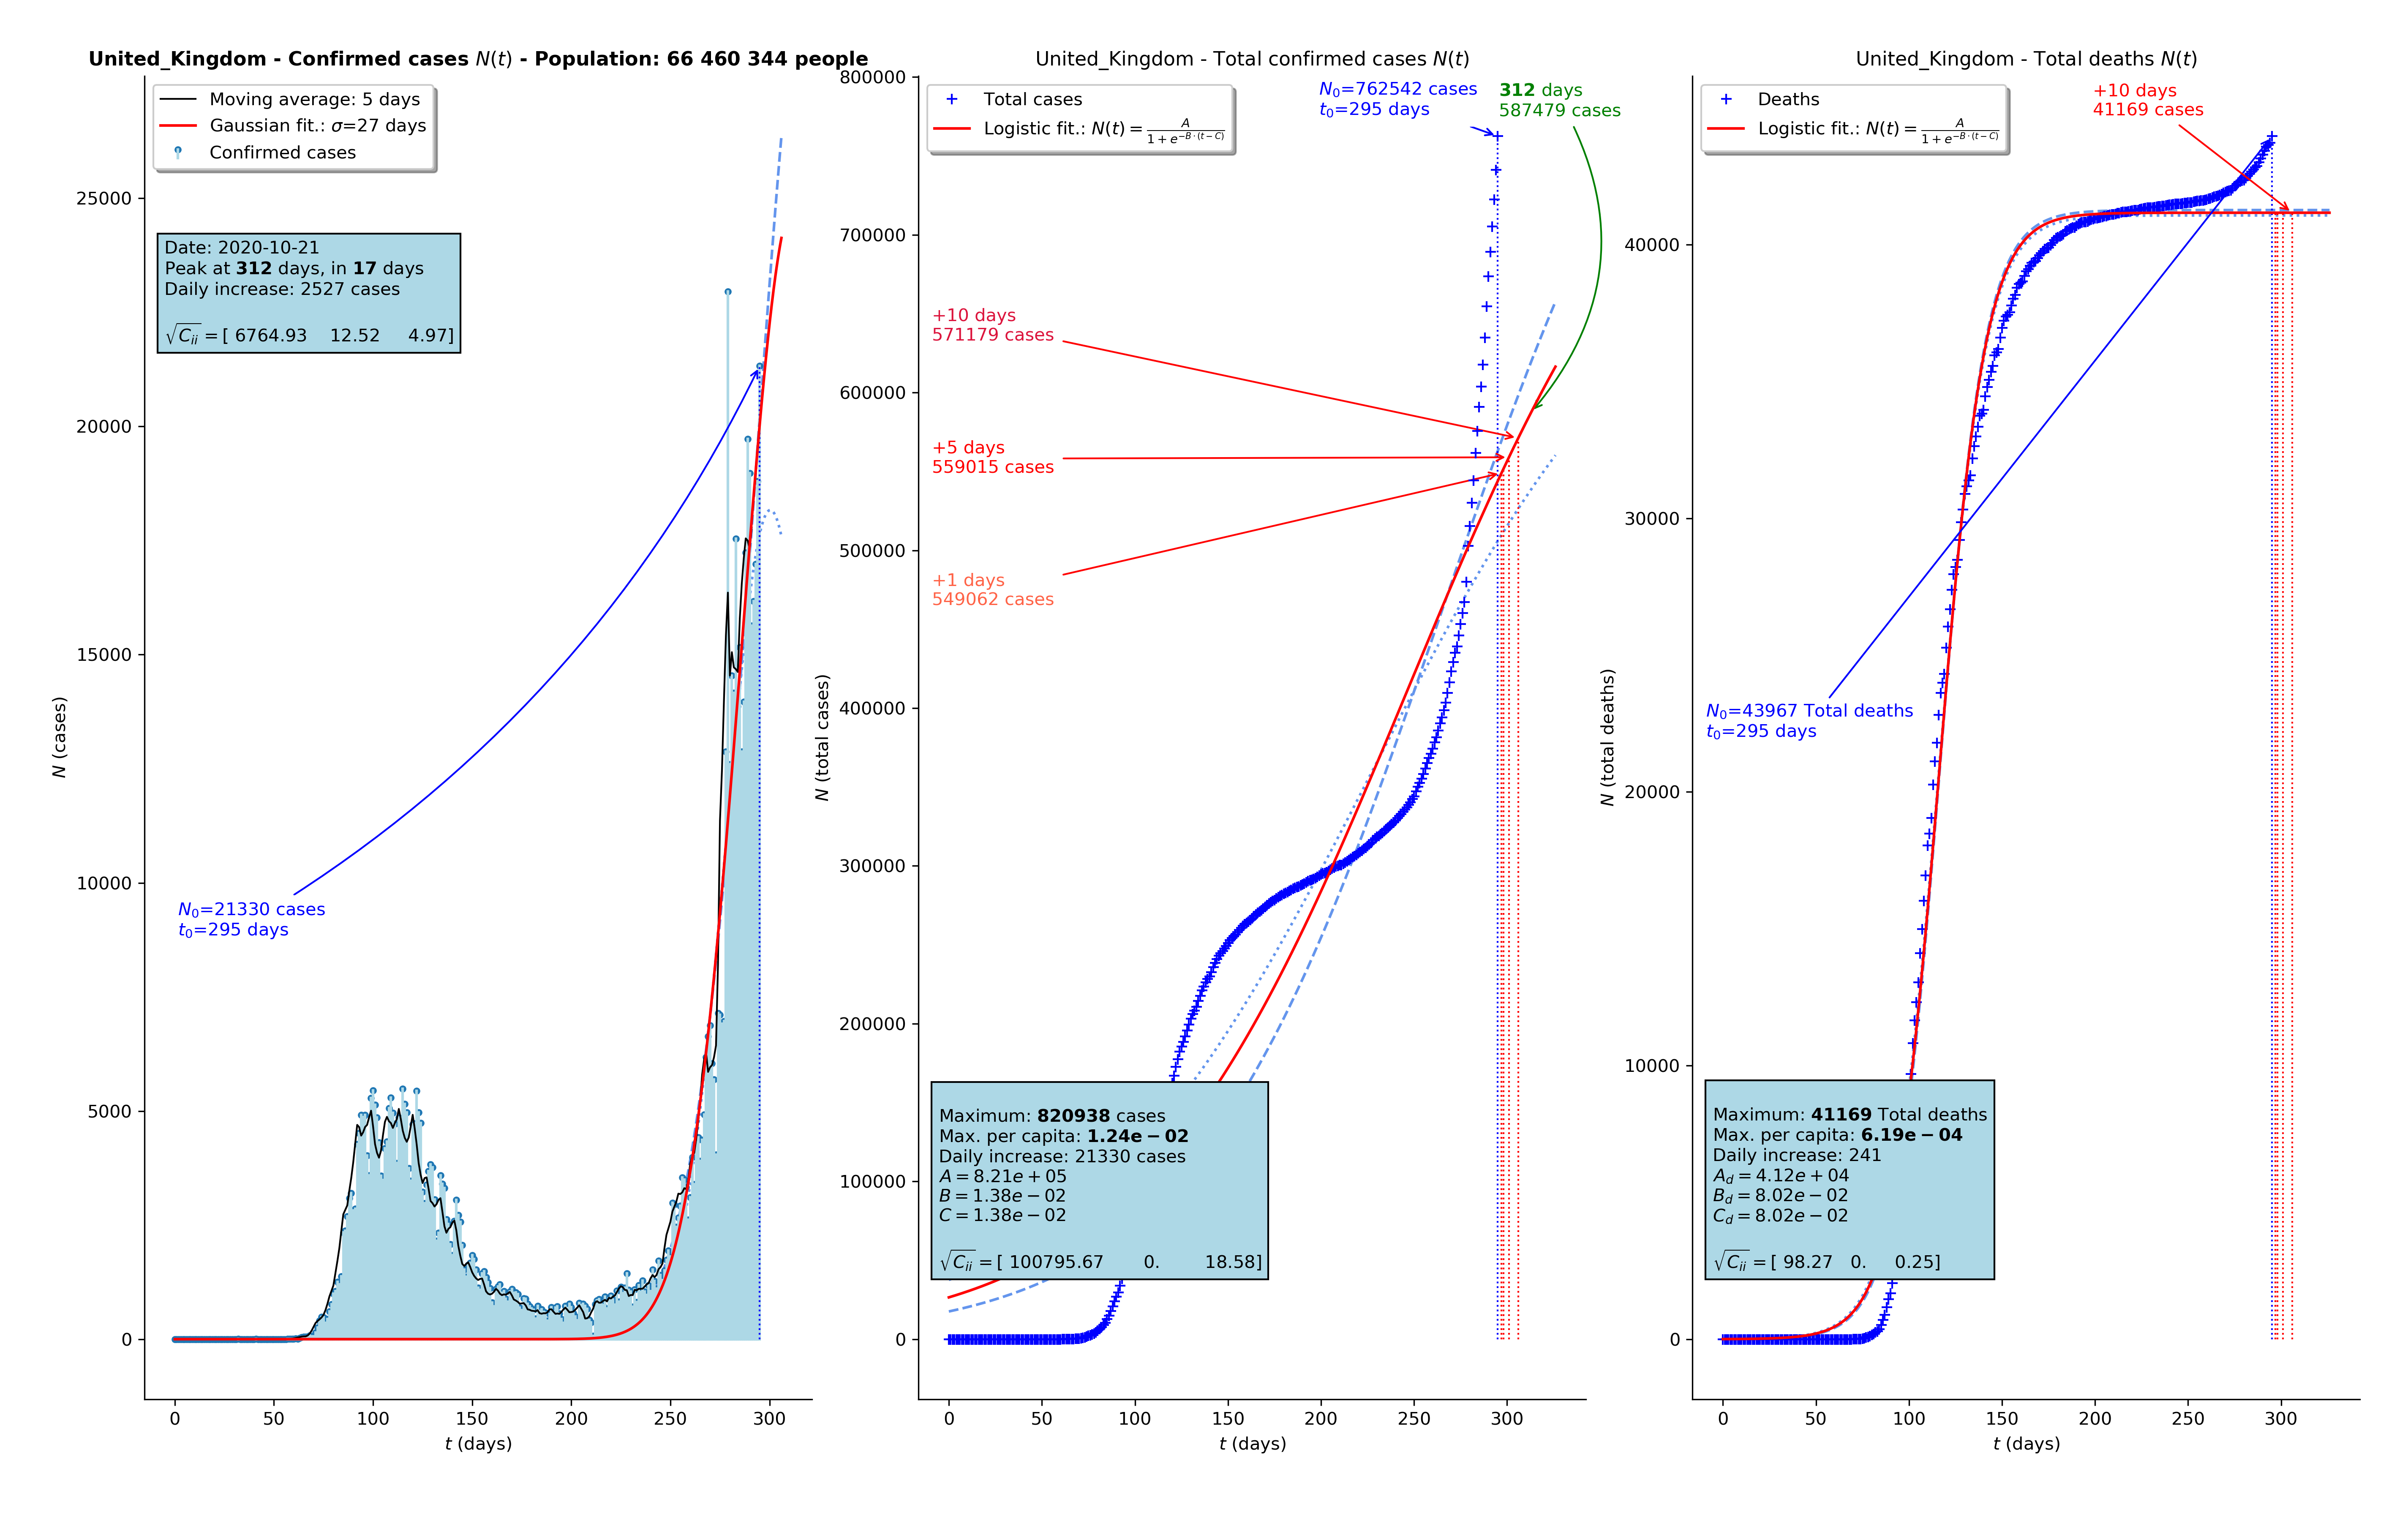 United_Kingdom - Confirmed cases N(t) - Population: 66 460 344 people
Moving average: 5 days
Gaussian fit.: σ=27 days
Confirmed cases
Date: 2020-10-21
Peak at 312 days, in 17 days
Daily increase: 2527 cases
√C_ii = [ 6764.93 12.52 4.97]
N₀=21330 cases
t₀=295 days
25000
20000
15000
10000
5000
0
N (cases)
0 50 100 150 200 250 300
t (days)
United_Kingdom - Total confirmed cases N(t)
Total cases
Logistic fit.: N(t) = A / (1 + e^(−B·(t−C)))
N₀=762542 cases
t₀=295 days
312 days
587479 cases
+10 days
571179 cases
+5 days
559015 cases
+1 days
549062 cases
Maximum: 820938 cases
Max. per capita: 1.24e − 02
Daily increase: 21330 cases
A = 8.21e + 05
B = 1.38e − 02
C = 1.38e − 02
√C_ii = [ 100795.67 0. 18.58]
800000
700000
600000
500000
400000
300000
200000
100000
0
N (total cases)
0 50 100 150 200 250 300
t (days)
United_Kingdom - Total deaths N(t)
Deaths
Logistic fit.: N(t) = A / (1 + e^(−B·(t−C)))
+10 days
41169 cases
N₀=43967 Total deaths
t₀=295 days
Maximum: 41169 Total deaths
Max. per capita: 6.19e − 04
Daily increase: 241
A_d = 4.12e + 04
B_d = 8.02e − 02
C_d = 8.02e − 02
√C_ii = [ 98.27 0. 0.25]
40000
30000
20000
10000
0
N (total deaths)
0 50 100 150 200 250 300
t (days)